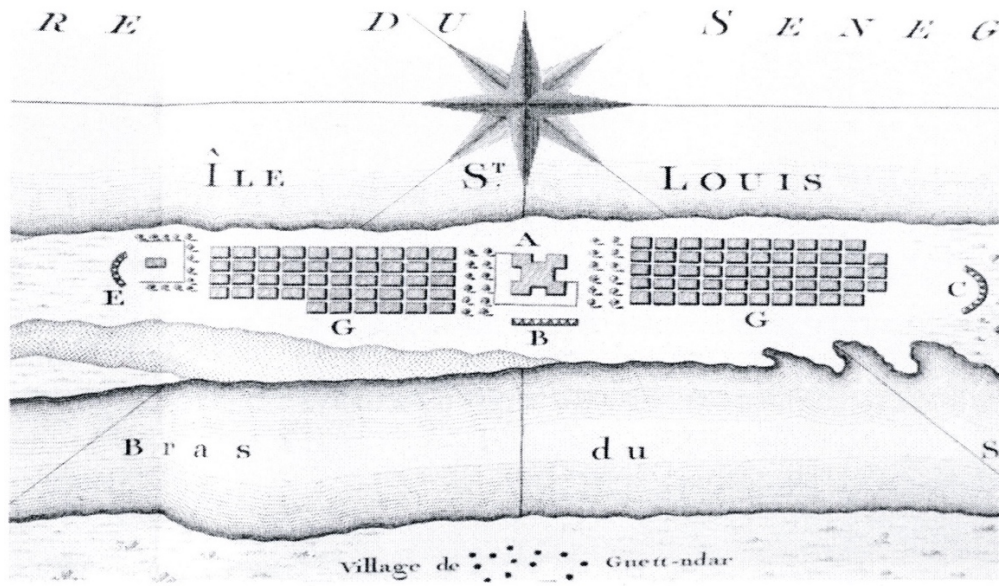 RE DU SENEG
ÎLE ST. LOUIS
A
E
C
G
G
B
Bras du S
Village de Guett-ndar